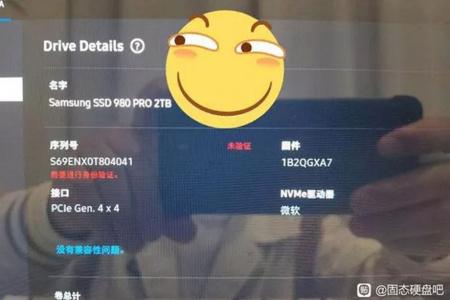 Drive Details ?
名字
Samsung SSD 980 PRO 2TB
序列号 未验证
S69ENX0T804041
需要进行身份验证。
固件
1B2QGXA7
接口
PCIe Gen. 4 x 4
NVMe驱动器
微软
没有兼容性问题。
卷总计
贴 @固态硬盘吧